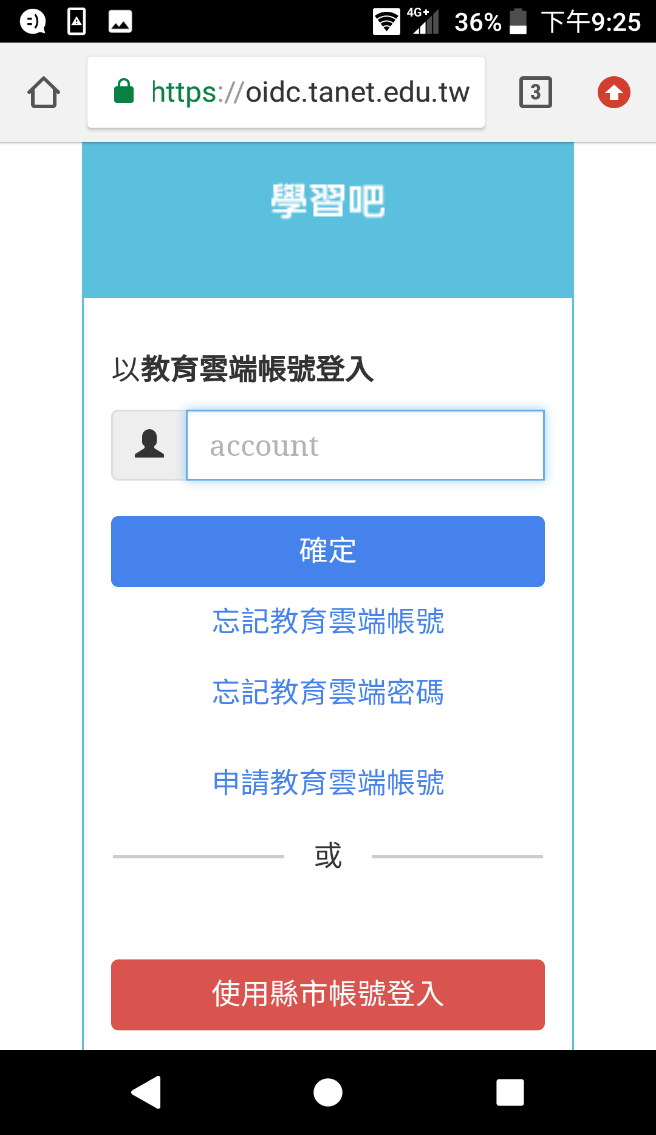 4G+ 36% 下午9:25
https://oidc.tanet.edu.tw
3
學習吧
以教育雲端帳號登入
account
確定
忘記教育雲端帳號
忘記教育雲端密碼
申請教育雲端帳號
或
使用縣市帳號登入